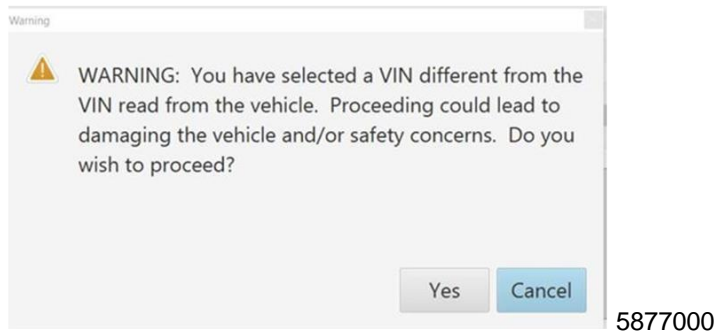 Warning
WARNING: You have selected a VIN different from the
VIN read from the vehicle. Proceeding could lead to
damaging the vehicle and/or safety concerns. Do you
wish to proceed?
Yes Cancel
5877000